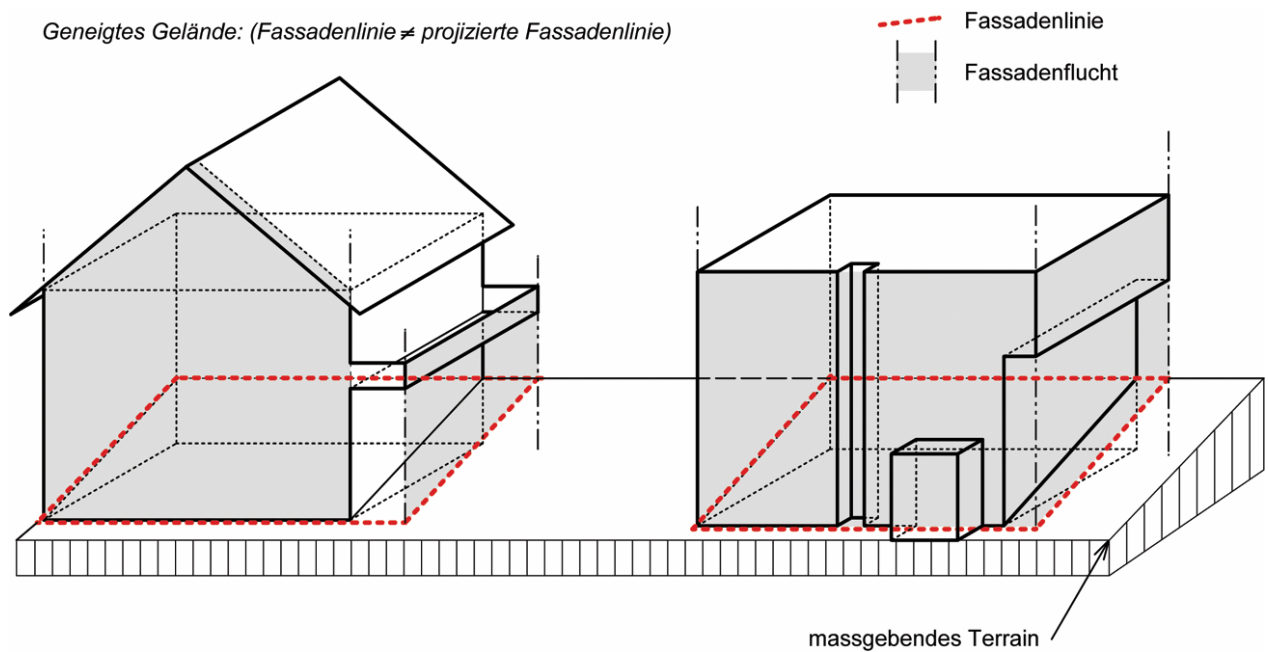 Geneigtes Gelände: (Fassadenlinie ≠ projizierte Fassadenlinie)
Fassadenlinie
Fassadenflucht
massgebendes Terrain